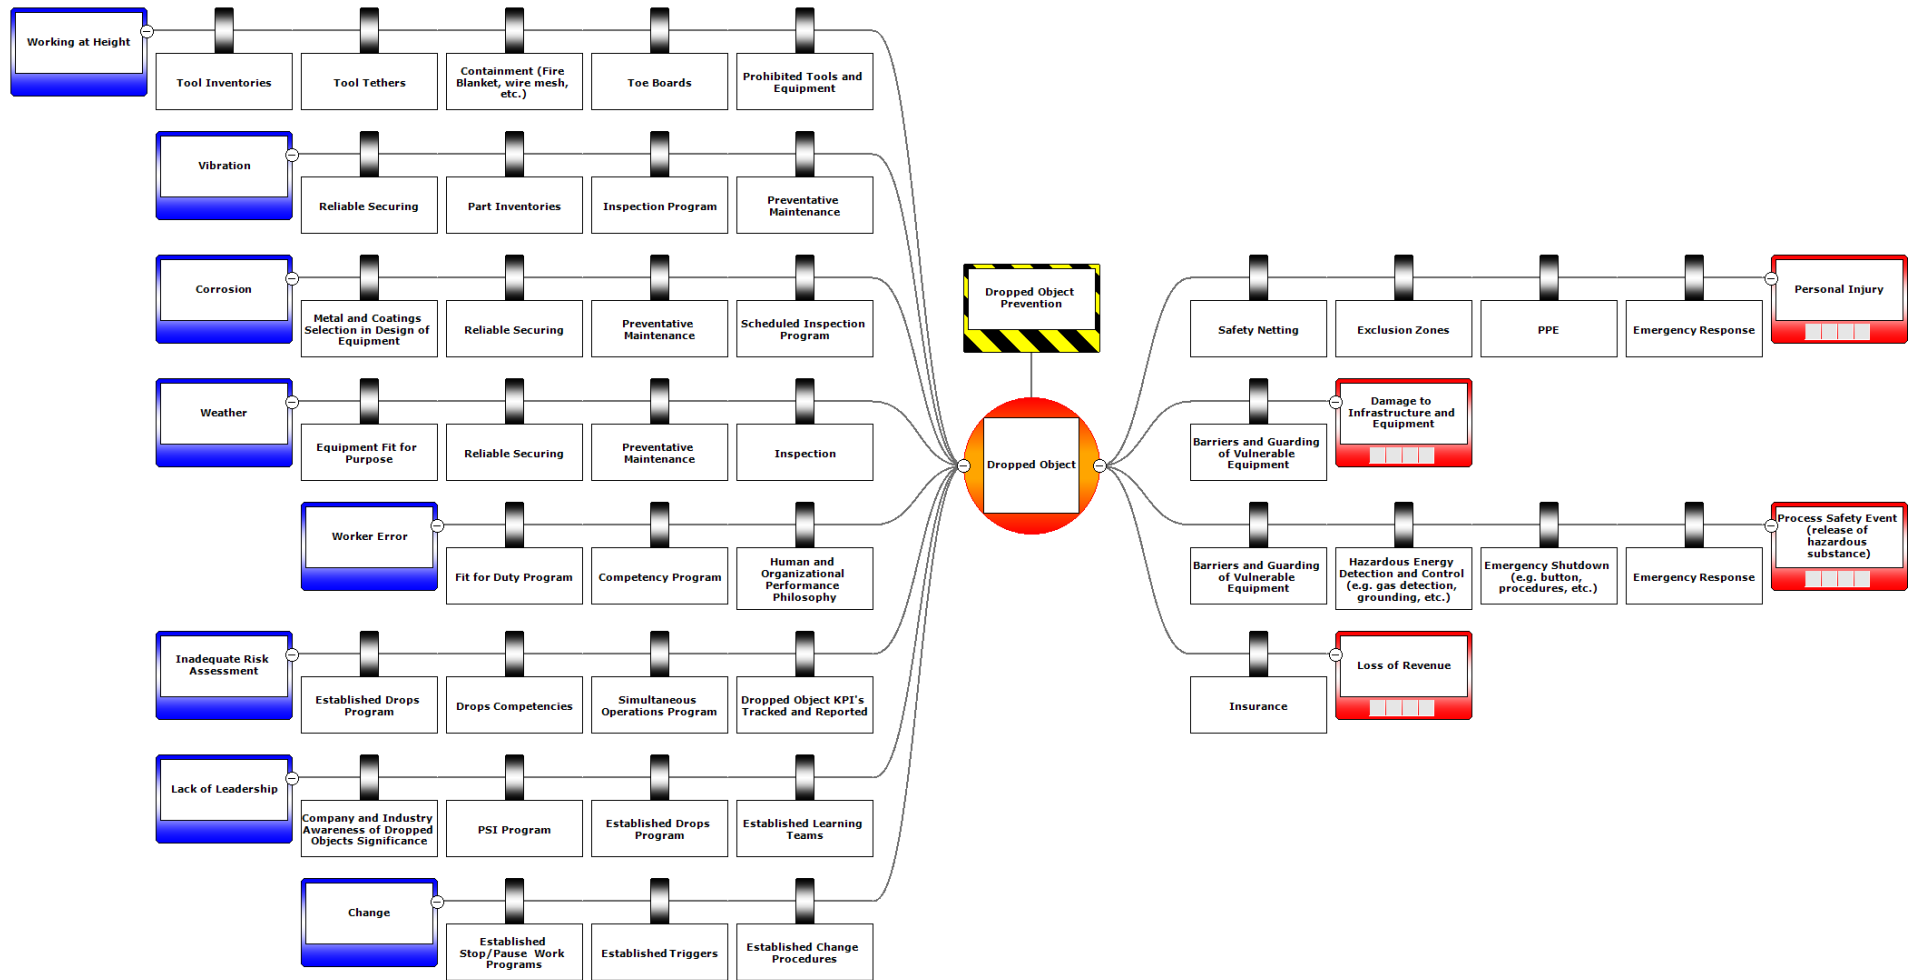 Working at Height
Tool Inventories
Tool Tethers
Containment (Fire
Blanket, wire mesh,
etc.)
Toe Boards
Prohibited Tools and
Equipment
Vibration
Reliable Securing
Part Inventories
Inspection Program
Preventative
Maintenance
Corrosion
Metal and Coatings
Selection in Design of
Equipment
Reliable Securing
Preventative
Maintenance
Scheduled Inspection
Program
Weather
Equipment Fit for
Purpose
Reliable Securing
Preventative
Maintenance
Inspection
Worker Error
Fit for Duty Program
Competency Program
Human and
Organizational
Performance
Philosophy
Inadequate Risk
Assessment
Established Drops
Program
Drops Competencies
Simultaneous
Operations Program
Dropped Object KPI's
Tracked and Reported
Lack of Leadership
Company and Industry
Awareness of Dropped
Objects Significance
PSI Program
Established Drops
Program
Established Learning
Teams
Change
Established
Stop/Pause Work
Programs
Established Triggers
Established Change
Procedures
Dropped Object
Prevention
Dropped Object
Safety Netting
Exclusion Zones
PPE
Emergency Response
Personal Injury
Barriers and Guarding
of Vulnerable
Equipment
Damage to
Infrastructure and
Equipment
Barriers and Guarding
of Vulnerable
Equipment
Hazardous Energy
Detection and Control
(e.g. gas detection,
grounding, etc.)
Emergency Shutdown
(e.g. button,
procedures, etc.)
Emergency Response
Process Safety Event
(release of
hazardous
substance)
Insurance
Loss of Revenue